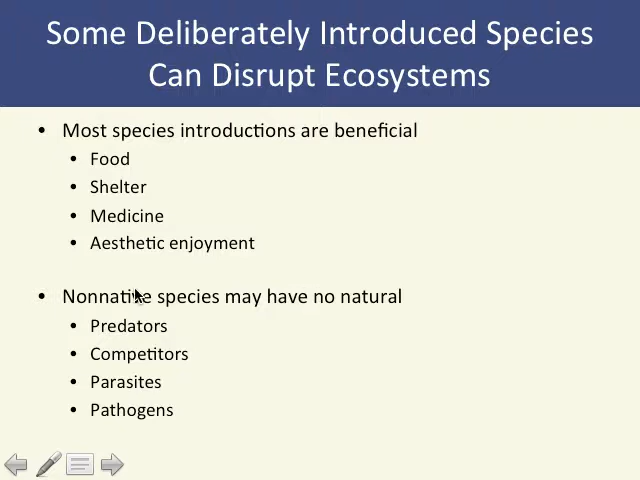 Some Deliberately Introduced Species
Can Disrupt Ecosystems
• Most species introductions are beneficial
• Food
• Shelter
• Medicine
• Aesthetic enjoyment
• Nonnative species may have no natural
• Predators
• Competitors
• Parasites
• Pathogens